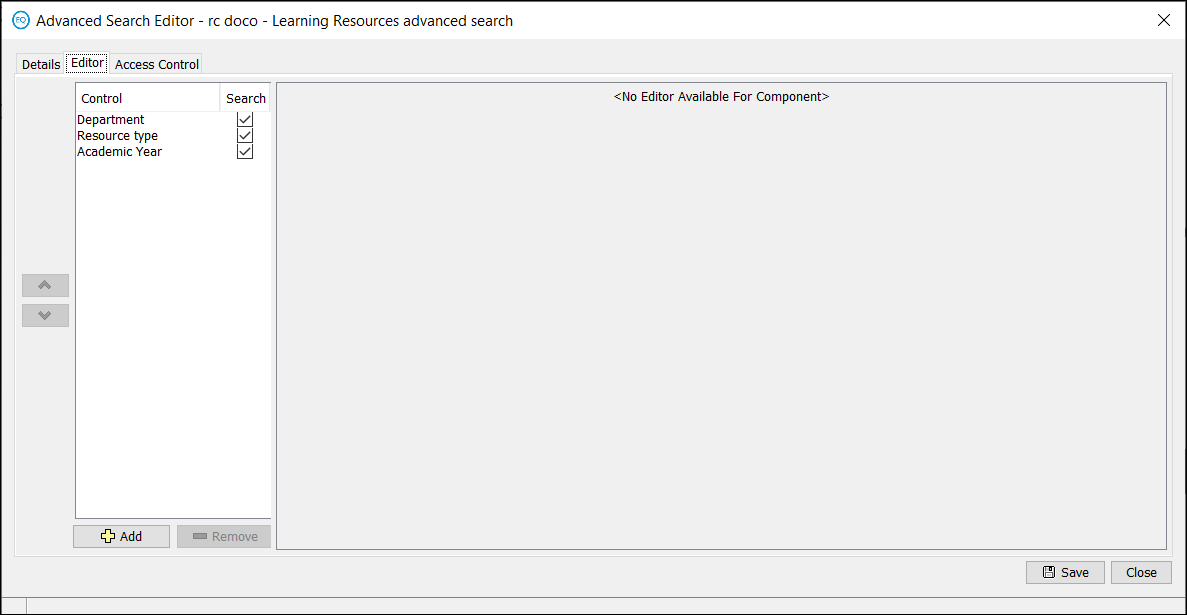 EQ Advanced Search Editor - rc doco - Learning Resources advanced search
Details Editor Access Control
Control Search
Department
Resource type
Academic Year
<No Editor Available For Component>
Add Remove
Save Close